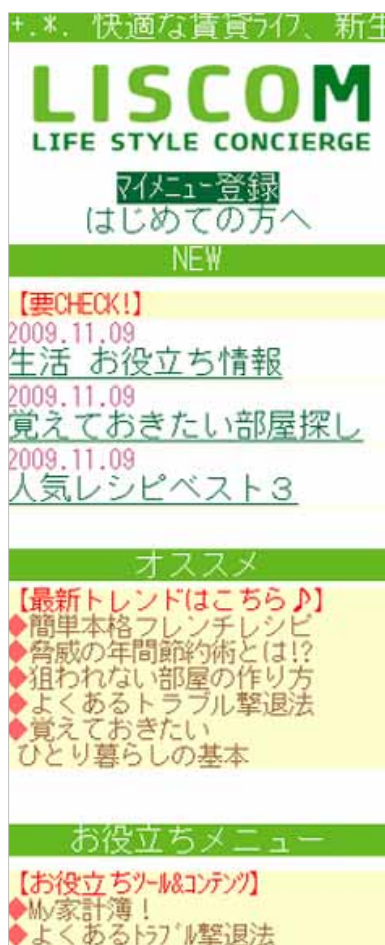 +.*. 快適な賃貸ﾗｲﾌ、新生
LISCOM
LIFE STYLE CONCIERGE
ﾏｲﾒﾆｭｰ登録
はじめての方へ
NEW
【要CHECK!】
2009.11.09
生活 お役立ち情報
2009.11.09
覚えておきたい部屋探し
2009.11.09
人気レシピベスト３
オススメ
【最新トレンドはこちら♪】
◆簡単本格フレンチレシピ
◆脅威の年間節約術とは!?
◆狙われない部屋の作り方
◆よくあるトラブル撃退法
◆覚えておきたい
ひとり暮らしの基本
お役立ちメニュー
【お役立ちﾂｰﾙ&ｺﾝﾃﾝﾂ】
◆My家計簿！
◆よくあるﾄﾗﾌﾞﾙ撃退法